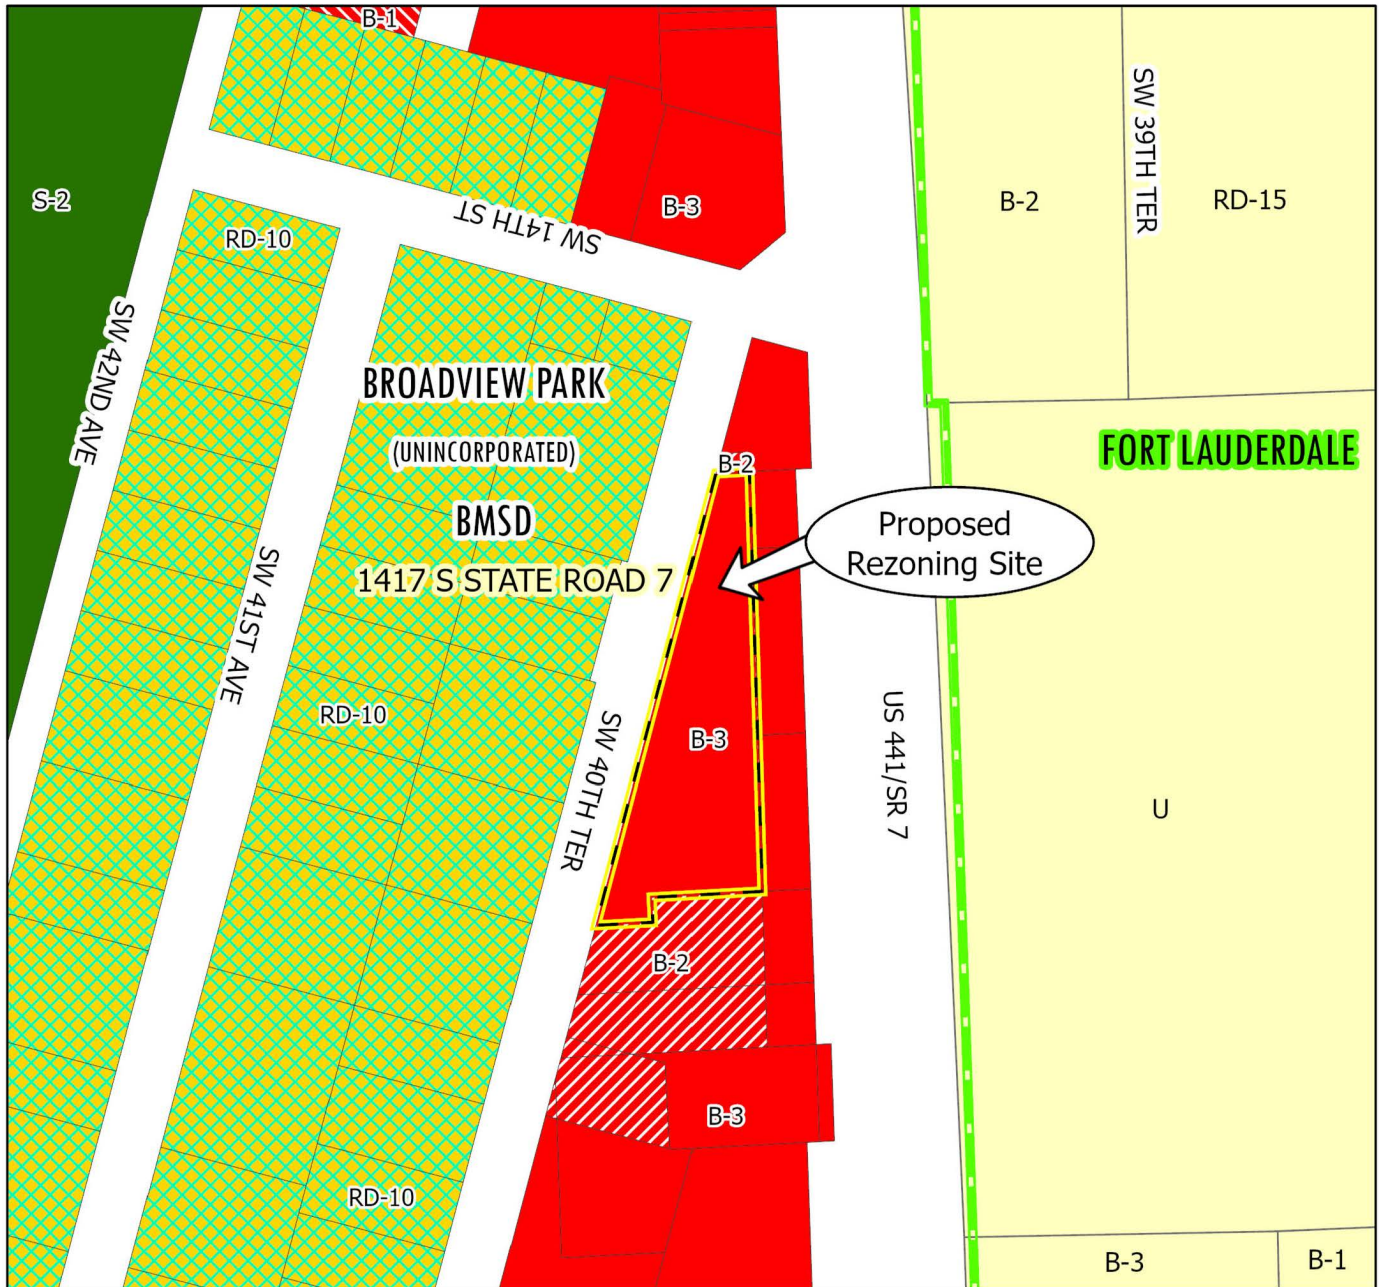 B-1
SW 39TH TER
S-2
B-2
RD-15
B-3
SW 14TH ST
RD-10
SW 42ND AVE
BROADVIEW PARK
(UNINCORPORATED)
FORT LAUDERDALE
B-2
BMSD
Proposed
Rezoning Site
1417 S STATE ROAD 7
SW 41ST AVE
RD-10
SW 40TH TER
B-3
US 441/SR 7
U
B-2
B-3
RD-10
B-3
B-1